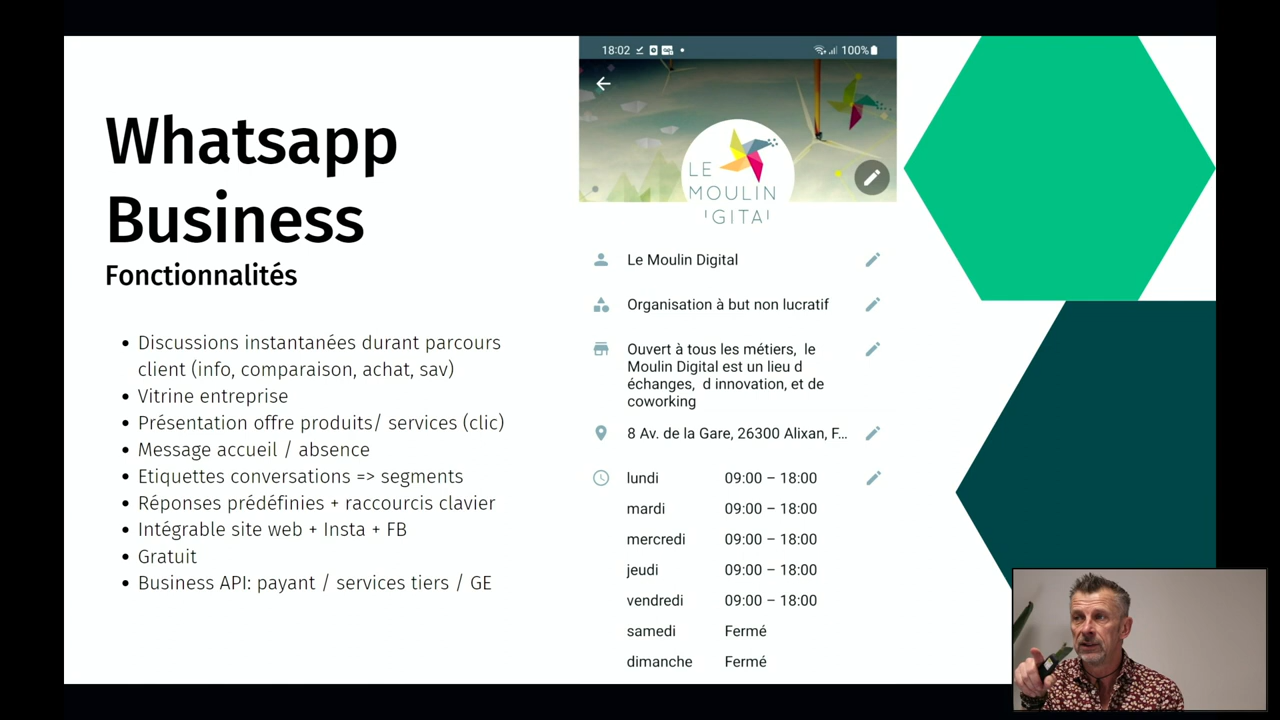 Whatsapp
Business
Fonctionnalités
• Discussions instantanées durant parcours
client (info, comparaison, achat, sav)
• Vitrine entreprise
• Présentation offre produits/ services (clic)
• Message accueil / absence
• Etiquettes conversations => segments
• Réponses prédéfinies + raccourcis clavier
• Intégrable site web + Insta + FB
• Gratuit
• Business API: payant / services tiers / GE
18:02 100%
LE
MOULIN
IGITAI
Le Moulin Digital
Organisation à but non lucratif
Ouvert à tous les métiers, le
Moulin Digital est un lieu d
échanges, d innovation, et de
coworking
8 Av. de la Gare, 26300 Alixan, F...
lundi 09:00 – 18:00
mardi 09:00 – 18:00
mercredi 09:00 – 18:00
jeudi 09:00 – 18:00
vendredi 09:00 – 18:00
samedi Fermé
dimanche Fermé